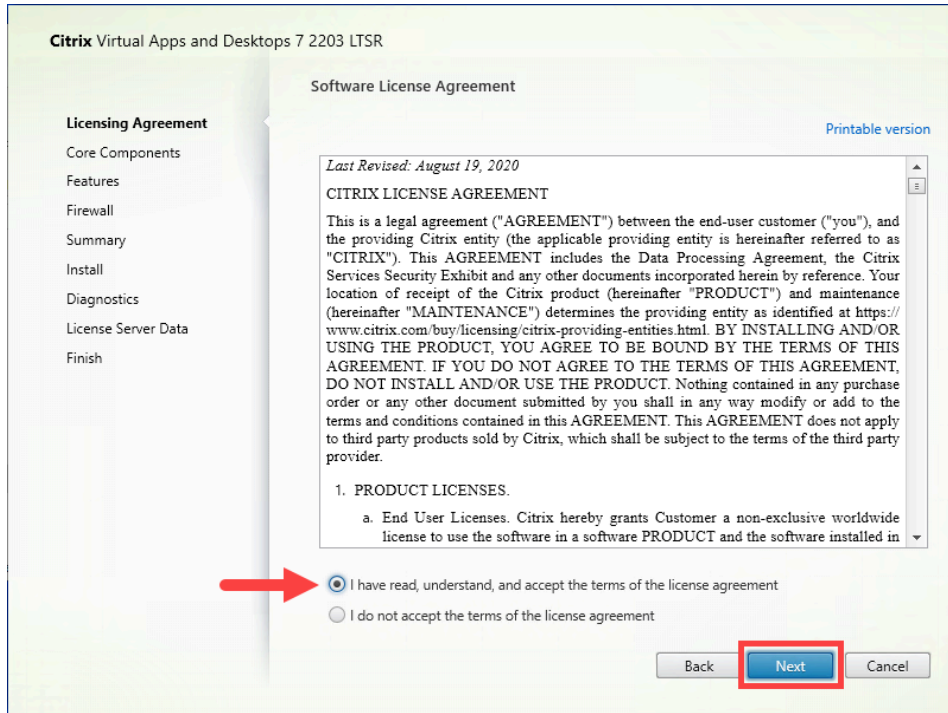 Citrix Virtual Apps and Desktops 7 2203 LTSR
Software License Agreement
Licensing Agreement
Core Components
Features
Firewall
Summary
Install
Diagnostics
License Server Data
Finish
Printable version
Last Revised: August 19, 2020
CITRIX LICENSE AGREEMENT
This is a legal agreement ("AGREEMENT") between the end-user customer ("you"), and
the providing Citrix entity (the applicable providing entity is hereinafter referred to as
"CITRIX"). This AGREEMENT includes the Data Processing Agreement, the Citrix
Services Security Exhibit and any other documents incorporated herein by reference. Your
location of receipt of the Citrix product (hereinafter "PRODUCT") and maintenance
(hereinafter "MAINTENANCE") determines the providing entity as identified at https://
www.citrix.com/buy/licensing/citrix-providing-entities.html. BY INSTALLING AND/OR
USING THE PRODUCT, YOU AGREE TO BE BOUND BY THE TERMS OF THIS
AGREEMENT. IF YOU DO NOT AGREE TO THE TERMS OF THIS AGREEMENT,
DO NOT INSTALL AND/OR USE THE PRODUCT. Nothing contained in any purchase
order or any other document submitted by you shall in any way modify or add to the
terms and conditions contained in this AGREEMENT. This AGREEMENT does not apply
to third party products sold by Citrix, which shall be subject to the terms of the third party
provider.
1. PRODUCT LICENSES.
a. End User Licenses. Citrix hereby grants Customer a non-exclusive worldwide
license to use the software in a software PRODUCT and the software installed in
I have read, understand, and accept the terms of the license agreement
I do not accept the terms of the license agreement
Back
Next
Cancel